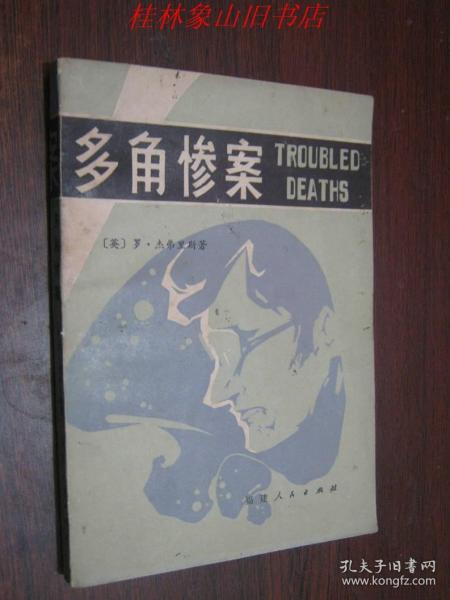 桂林象山旧书店
多角惨案
TROUBLED
DEATHS
〔英〕罗·杰弗里斯著
福建人民出版社
孔夫子旧书网
www.kongfz.com